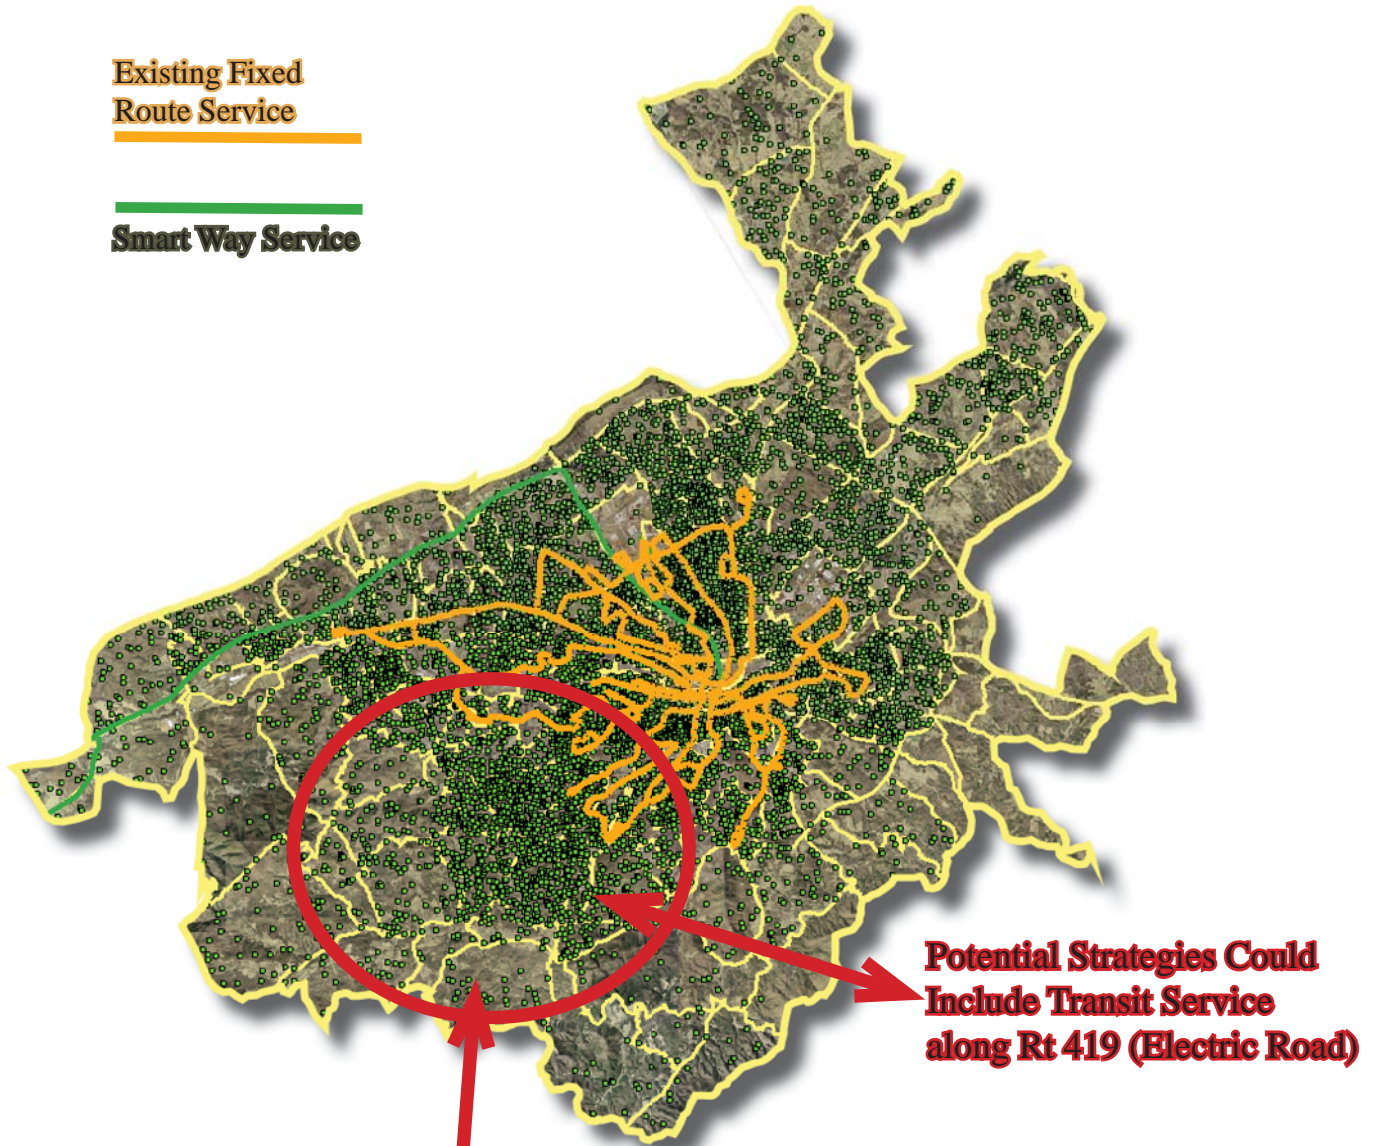 Existing Fixed
Route Service
Smart Way Service
Potential Strategies Could
Include Transit Service
along Rt 419 (Electric Road)